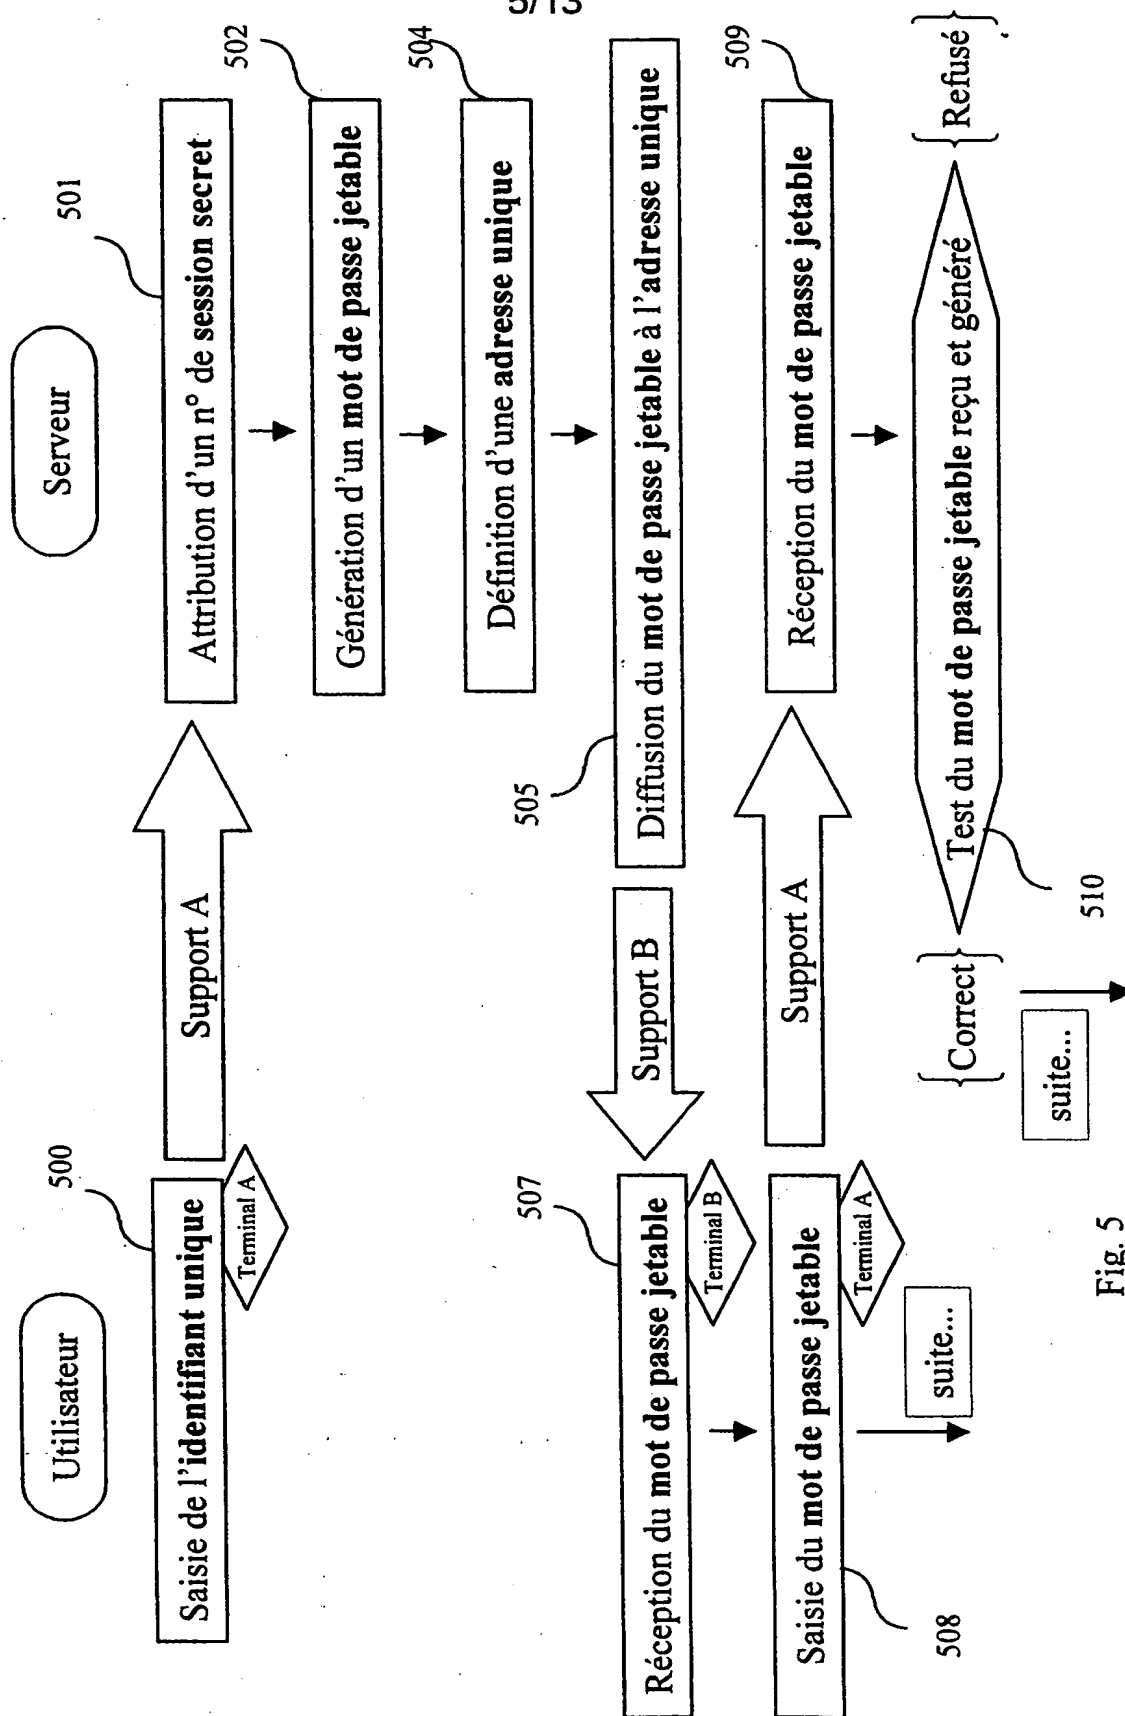 5/13
Utilisateur
Serveur
500
Saisie de l'identifiant unique
Terminal A
Support A
501
Attribution d'un n° de session secret
502
Génération d'un mot de passe jetable
504
Définition d'une adresse unique
505
Diffusion du mot de passe jetable à l'adresse unique
Support B
507
Réception du mot de passe jetable
Terminal B
Saisie du mot de passe jetable
508
Terminal A
Support A
509
Réception du mot de passe jetable
Test du mot de passe jetable reçu et généré
510
Correct
Refusé
suite...
suite...
Fig. 5